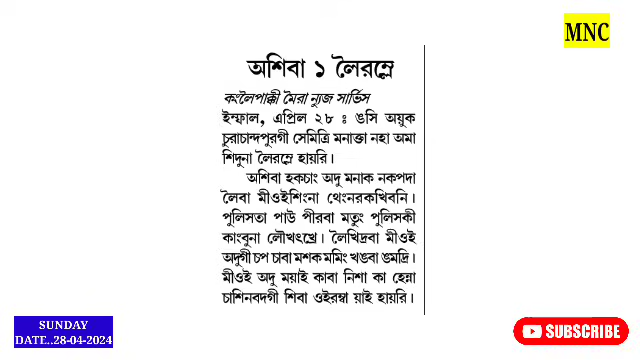 MNC
অশিবা ১ লৈরম্লে
কংলৈপাক্কী মৈরা ন্যুজ সার্ভিস
ইম্ফাল, এপ্রিল ২৮ ঃ ঙসি অয়ুক
চুরাচান্দপুরগী সেমিত্রি মনাক্তা নহা অমা
শিদুনা লৈরম্লে হায়রি।
অশিবা হকচাং অদু মনাক নকপদা
লৈবা মীওইশিংনা থেংনরকখিবনি।
পুলিসতা পাউ পীরবা মতুং পুলিসকী
কাংবুনা লৌখৎখ্রে। লৈখিদ্রবা মীওই
অদুগী চপ চাবা মশক মমিং খঙবা ঙমদ্রি।
মীওই অদু ময়াই কাবা নিশা কা হেন্না
চাশিনবদগী শিবা ওইরম্বা য়াই হায়রি।
SUNDAY
DATE..28-04-2024
SUBSCRIBE